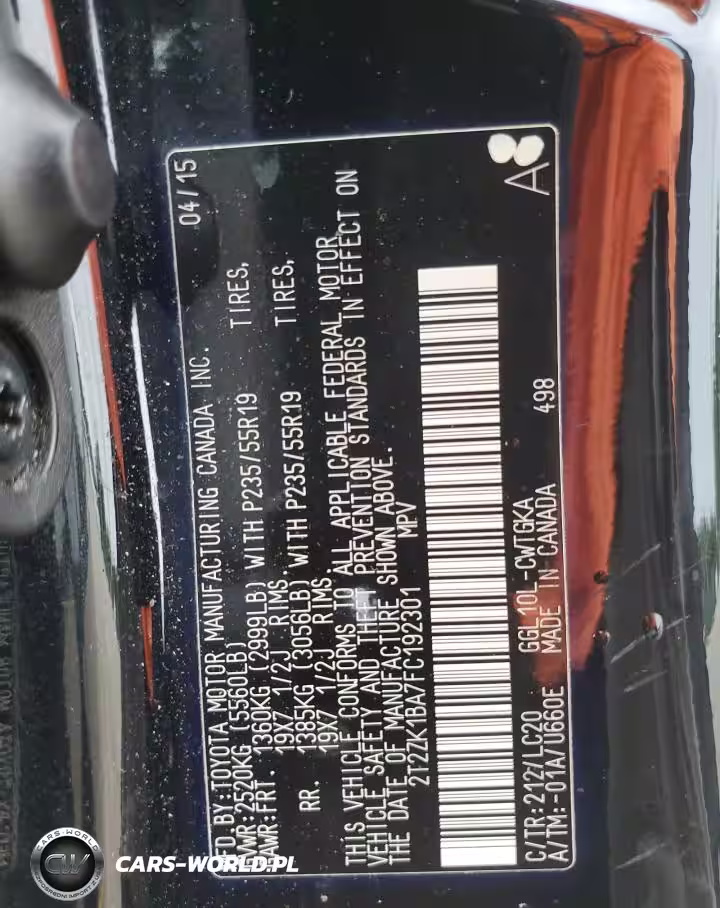 MFD.BY:TOYOTA MOTOR MANUFACTURING CANADA INC. 04/15
GVWR:2520KG (5560LB)
GAWR:FRT. 1360KG (2999LB) WITH P235/55R19 TIRES,
19X7 1/2J RIMS
RR. 1385KG (3056LB) WITH P235/55R19 TIRES,
19X7 1/2J RIMS
THIS VEHICLE CONFORMS TO ALL APPLICABLE FEDERAL MOTOR
VEHICLE SAFETY AND THEFT PREVENTION STANDARDS IN EFFECT ON
THE DATE OF MANUFACTURE SHOWN ABOVE.
2T2ZK1BA7FC192301 MPV
C/TR:212/LC20 GGL10L-CWTGKA 498
A/TM:-01A/U660E MADE IN CANADA
A8
CARS-WORLD
CW
CARS-WORLD.PL